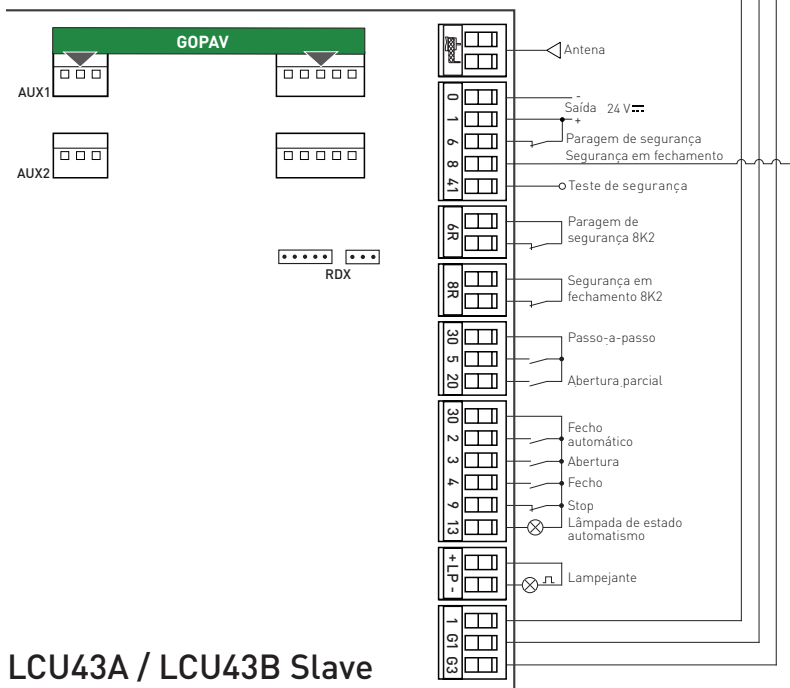 GOPAV
AUX1
AUX2
RDX
Antena
0
-
Saída 24 V
1
+
6
Paragem de segurança
8
Segurança em fechamento
41
Teste de segurança
6R
Paragem de
segurança 8K2
8R
Segurança em
fechamento 8K2
30
Passo-a-passo
5
20
Abertura parcial
30
Fecho
2
automático
3
Abertura
4
Fecho
9
Stop
13
Lâmpada de estado
automatismo
+ LP -
Lampejante
1
G1
G3
LCU43A / LCU43B Slave